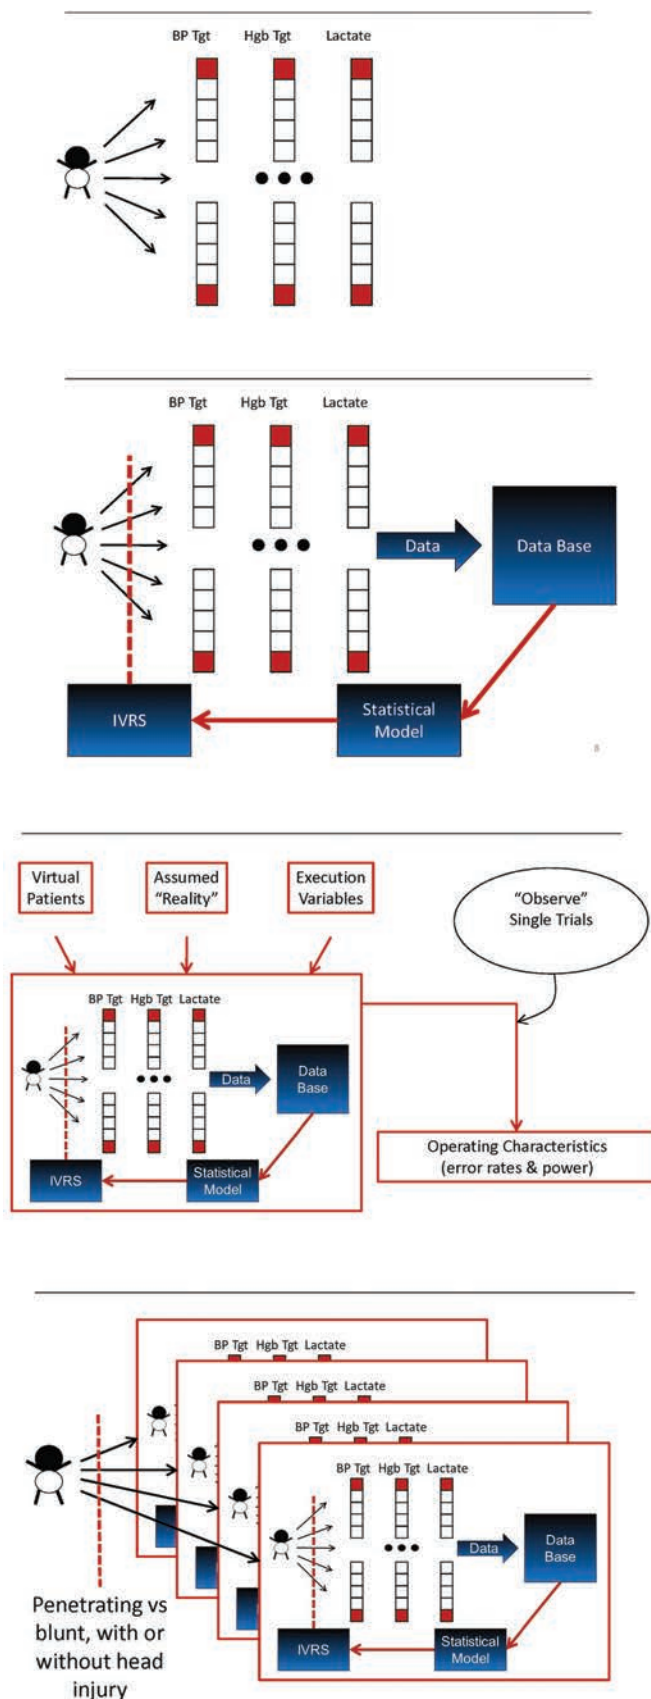 BP Tgt Hgb Tgt Lactate
BP Tgt Hgb Tgt Lactate
Data
Data Base
IVRS
Statistical
Model
8
Virtual
Patients
Assumed
"Reality"
Execution
Variables
"Observe"
Single Trials
BP Tgt Hgb Tgt Lactate
Data
Data
Base
IVRS
Statistical
Model
Operating Characteristics
(error rates & power)
BP Tgt Hgb Tgt Lactate
BP Tgt Hgb Tgt Lactate
BP Tgt Hgb Tgt Lactate
BP Tgt Hgb Tgt Lactate
Data
Data
Base
IVRS
Statistical
Model
Penetrating vs
blunt, with or
without head
injury